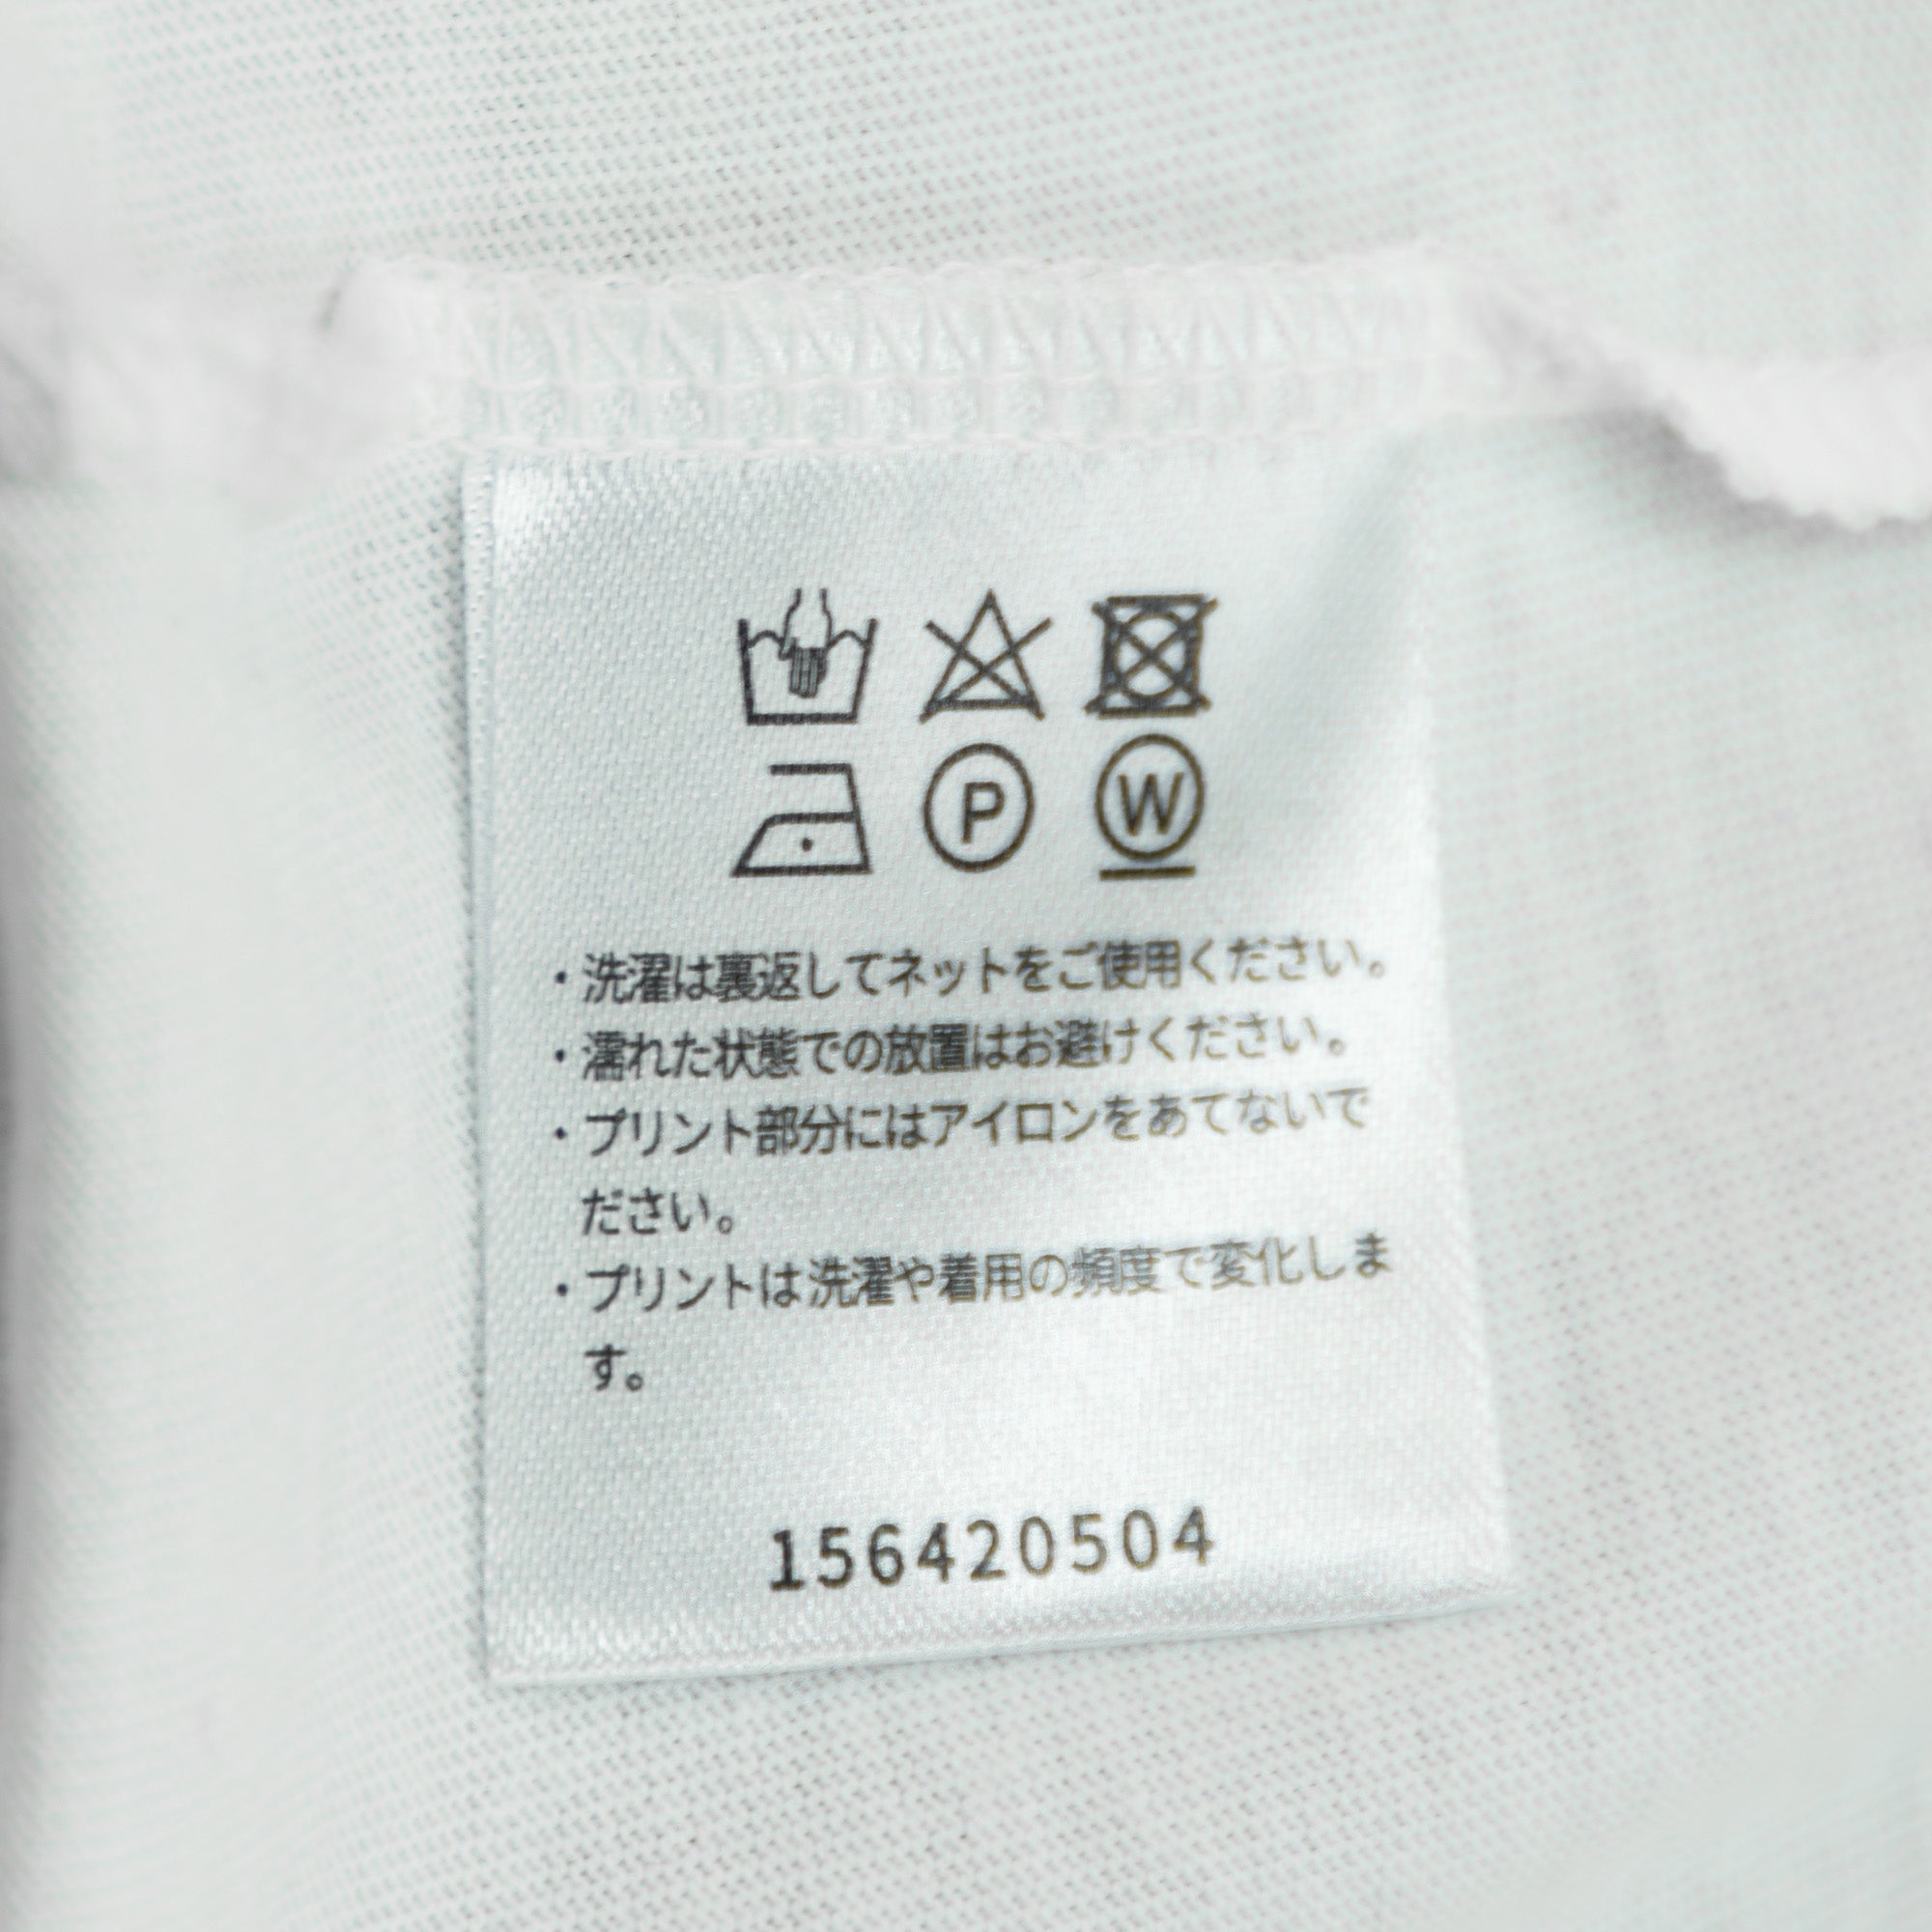 P W
・洗濯は裏返してネットをご使用ください。
・濡れた状態での放置はお避けください。
・プリント部分にはアイロンをあてないで
ださい。
・プリントは洗濯や着用の頻度で変化しま
す。
156420504